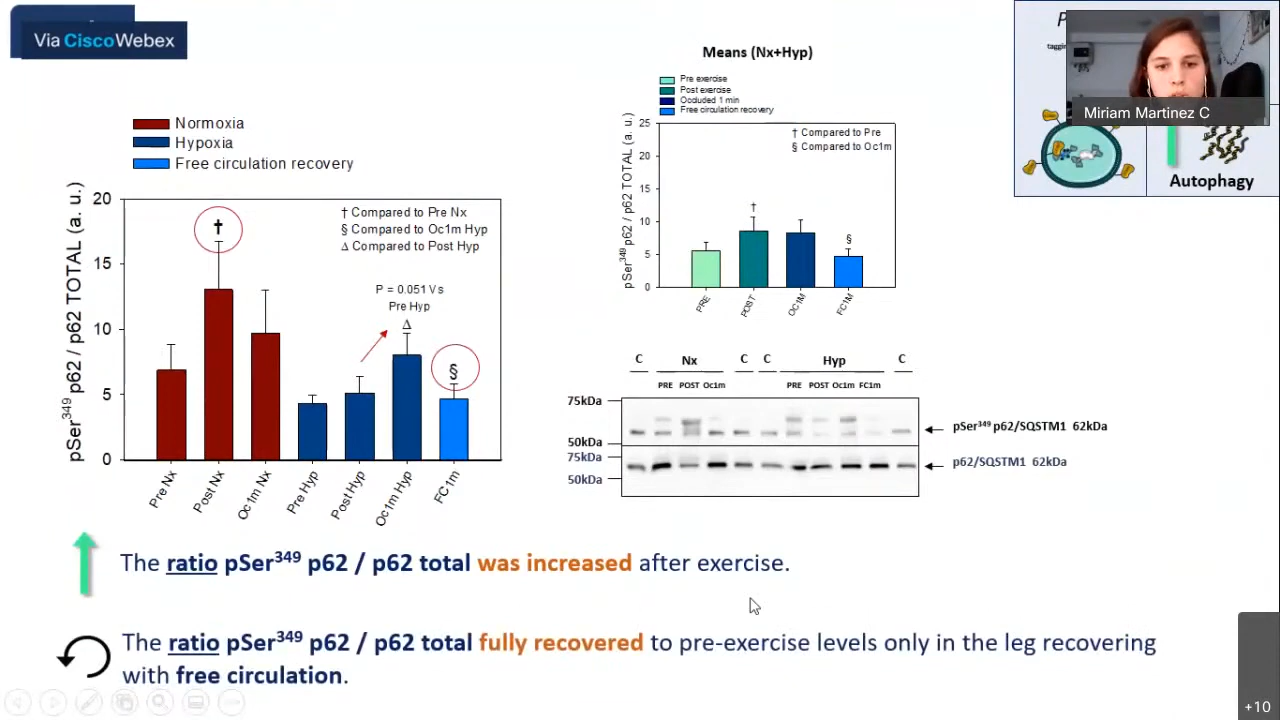 Via CiscoWebex
Normoxia
Hypoxia
Free circulation recovery
pSer349 p62 / p62 TOTAL (a. u.)
20
15
10
5
0
† Compared to Pre Nx
§ Compared to Oc1m Hyp
Δ Compared to Post Hyp
†
P = 0.051 Vs
Pre Hyp
Δ
§
Pre Nx
Post Nx
Oc1m Nx
Pre Hyp
Post Hyp
Oc1m Hyp
FC1m
Means (Nx+Hyp)
Pre exercise
Post exercise
Occluded 1 min
Free circulation recovery
pSer349 p62 / p62 TOTAL (a. u.)
25
20
15
10
5
0
† Compared to Pre
§ Compared to Oc1m
†
§
PRE
POST
OC1M
FC1M
Miriam Martinez C
Autophagy
C Nx C C Hyp C
PRE POST Oc1m PRE POST Oc1m FC1m
75kDa
50kDa
75kDa
50kDa
pSer349 p62/SQSTM1 62kDa
p62/SQSTM1 62kDa
The ratio pSer349 p62 / p62 total was increased after exercise.
The ratio pSer349 p62 / p62 total fully recovered to pre-exercise levels only in the leg recovering
with free circulation.
+10